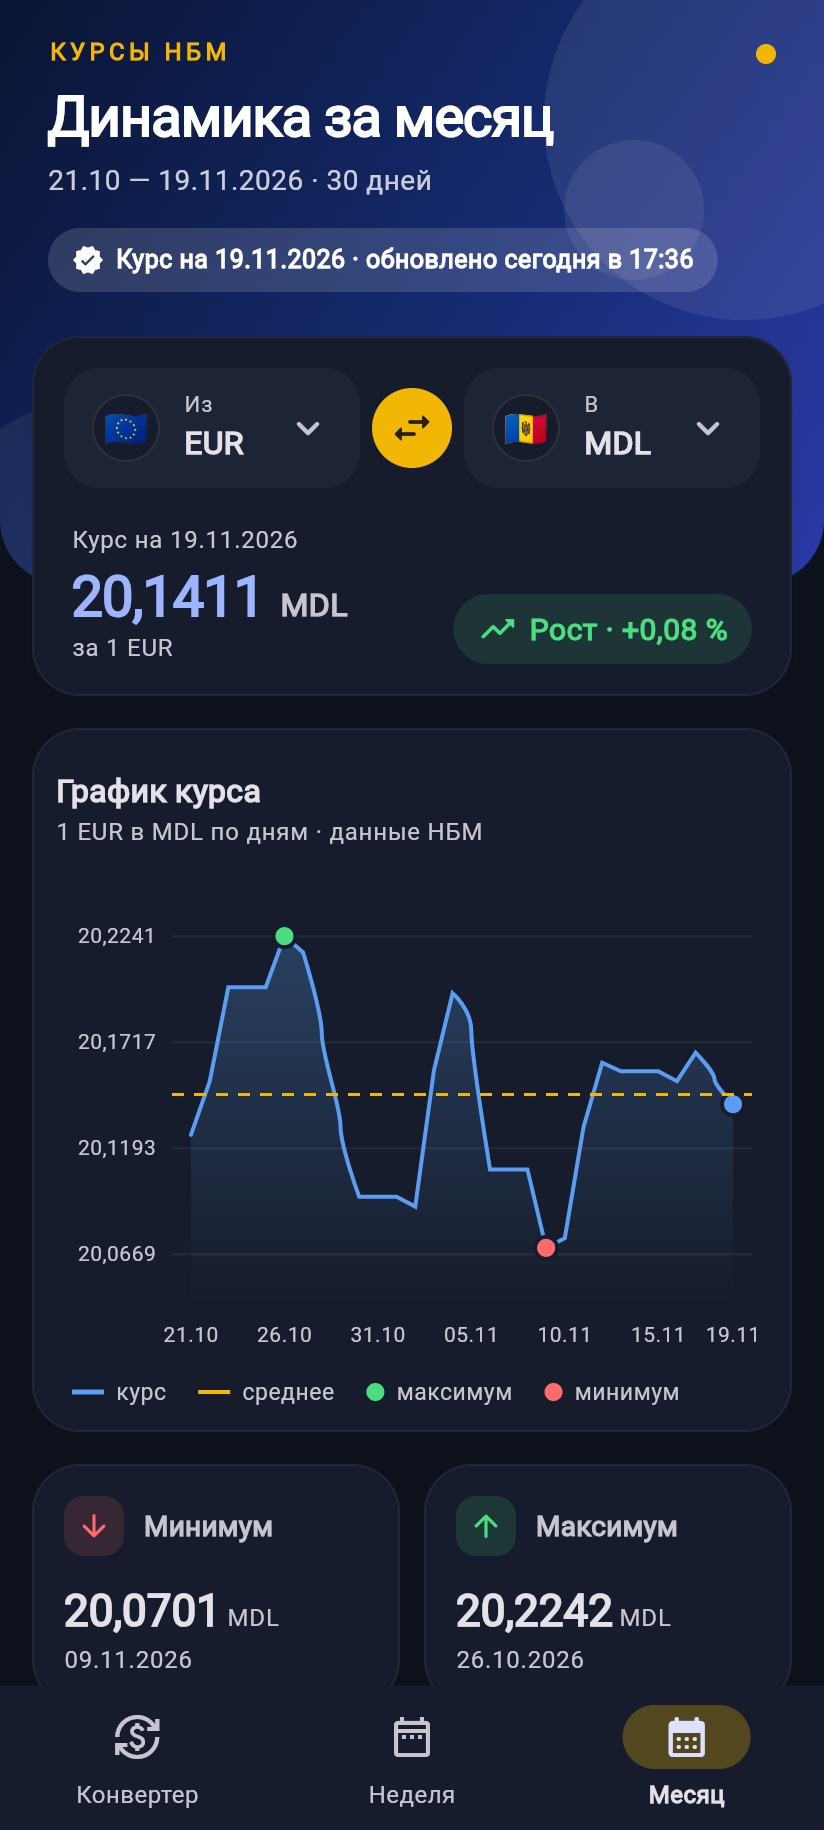 КУРСЫ НБМ
Динамика за месяц
21.10 — 19.11.2026 · 30 дней
Курс на 19.11.2026 · обновлено сегодня в 17:36
Из
EUR
В
MDL
Курс на 19.11.2026
20,1411 MDL
за 1 EUR
Рост · +0,08 %
График курса
1 EUR в MDL по дням · данные НБМ
20,2241
20,1717
20,1193
20,0669
21.10 26.10 31.10 05.11 10.11 15.11 19.11
курс среднее максимум минимум
Минимум
20,0701 MDL
09.11.2026
Максимум
20,2242 MDL
26.10.2026
Конвертер Неделя Месяц